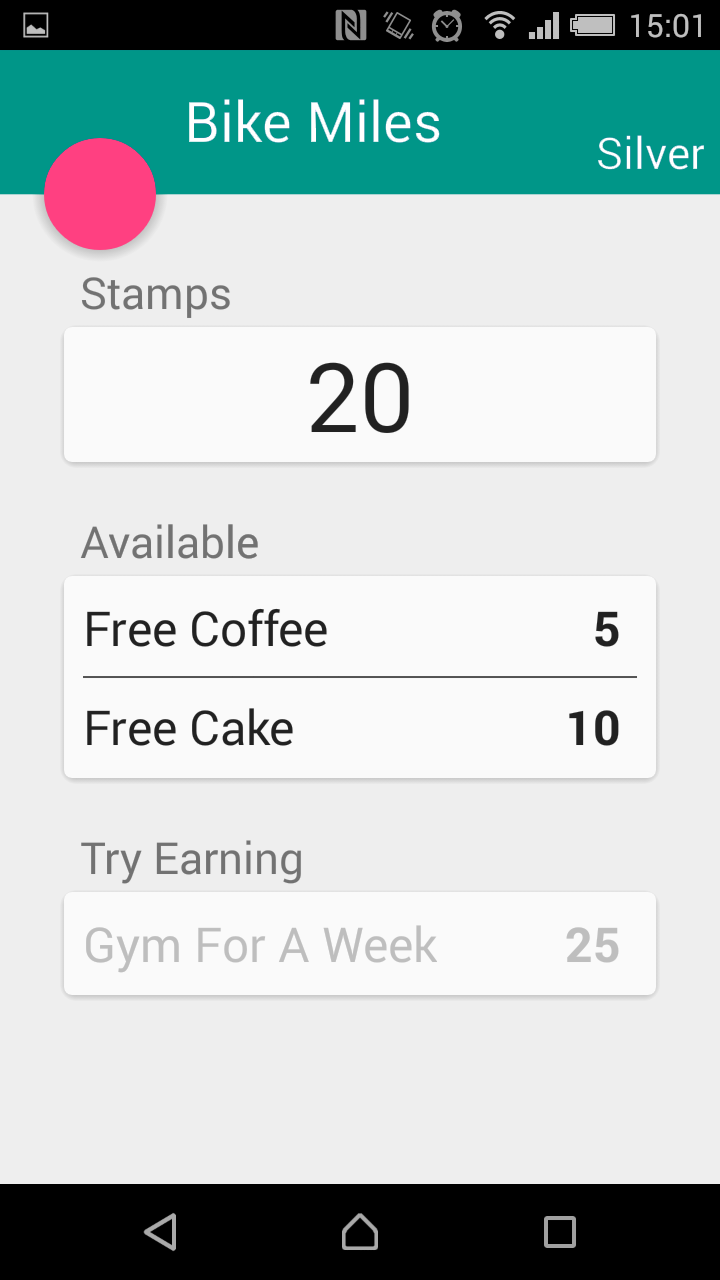 15:01
Bike Miles
Silver
Stamps
20
Available
Free Coffee 5
Free Cake 10
Try Earning
Gym For A Week 25